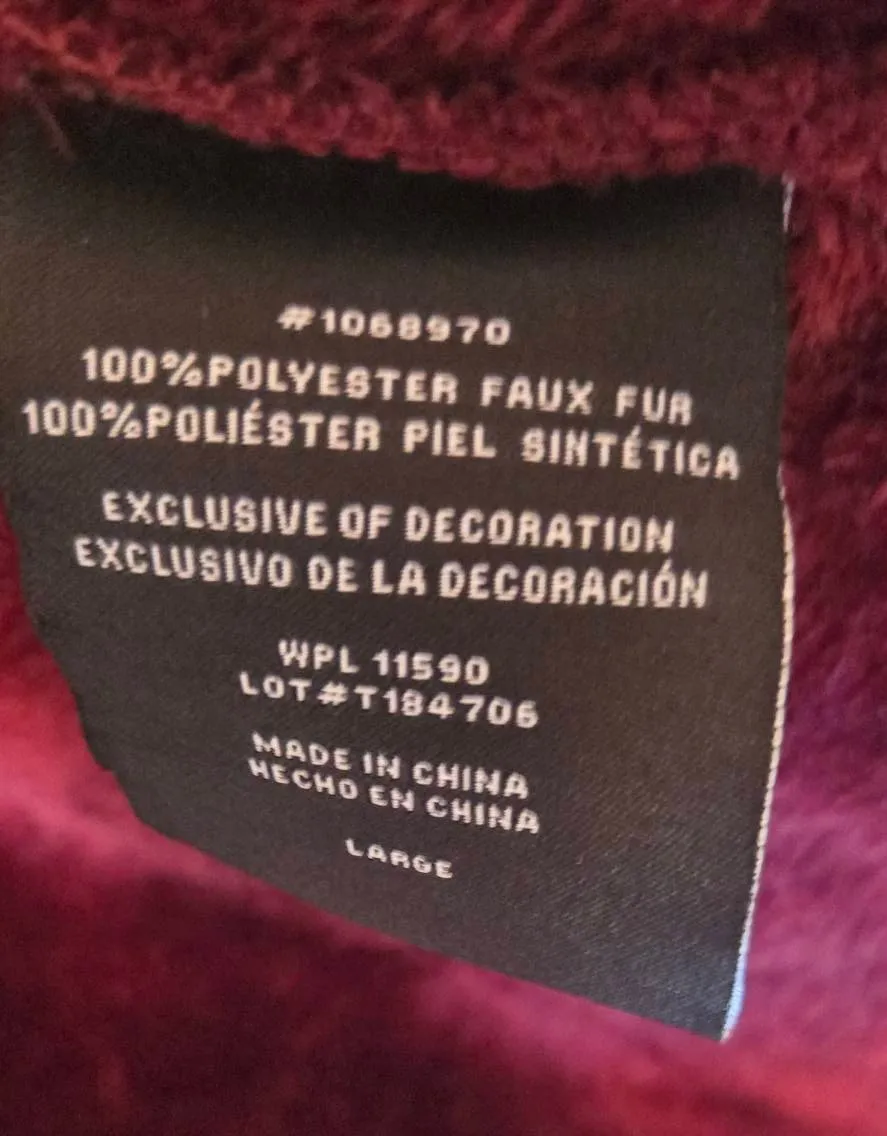 #1068970
100%POLYESTER FAUX FUR
100%POLIÉSTER PIEL SINTÉTICA
EXCLUSIVE OF DECORATION
EXCLUSIVO DE LA DECORACIÓN
WPL 11590
LOT#T184706
MADE IN CHINA
HECHO EN CHINA
LARGE